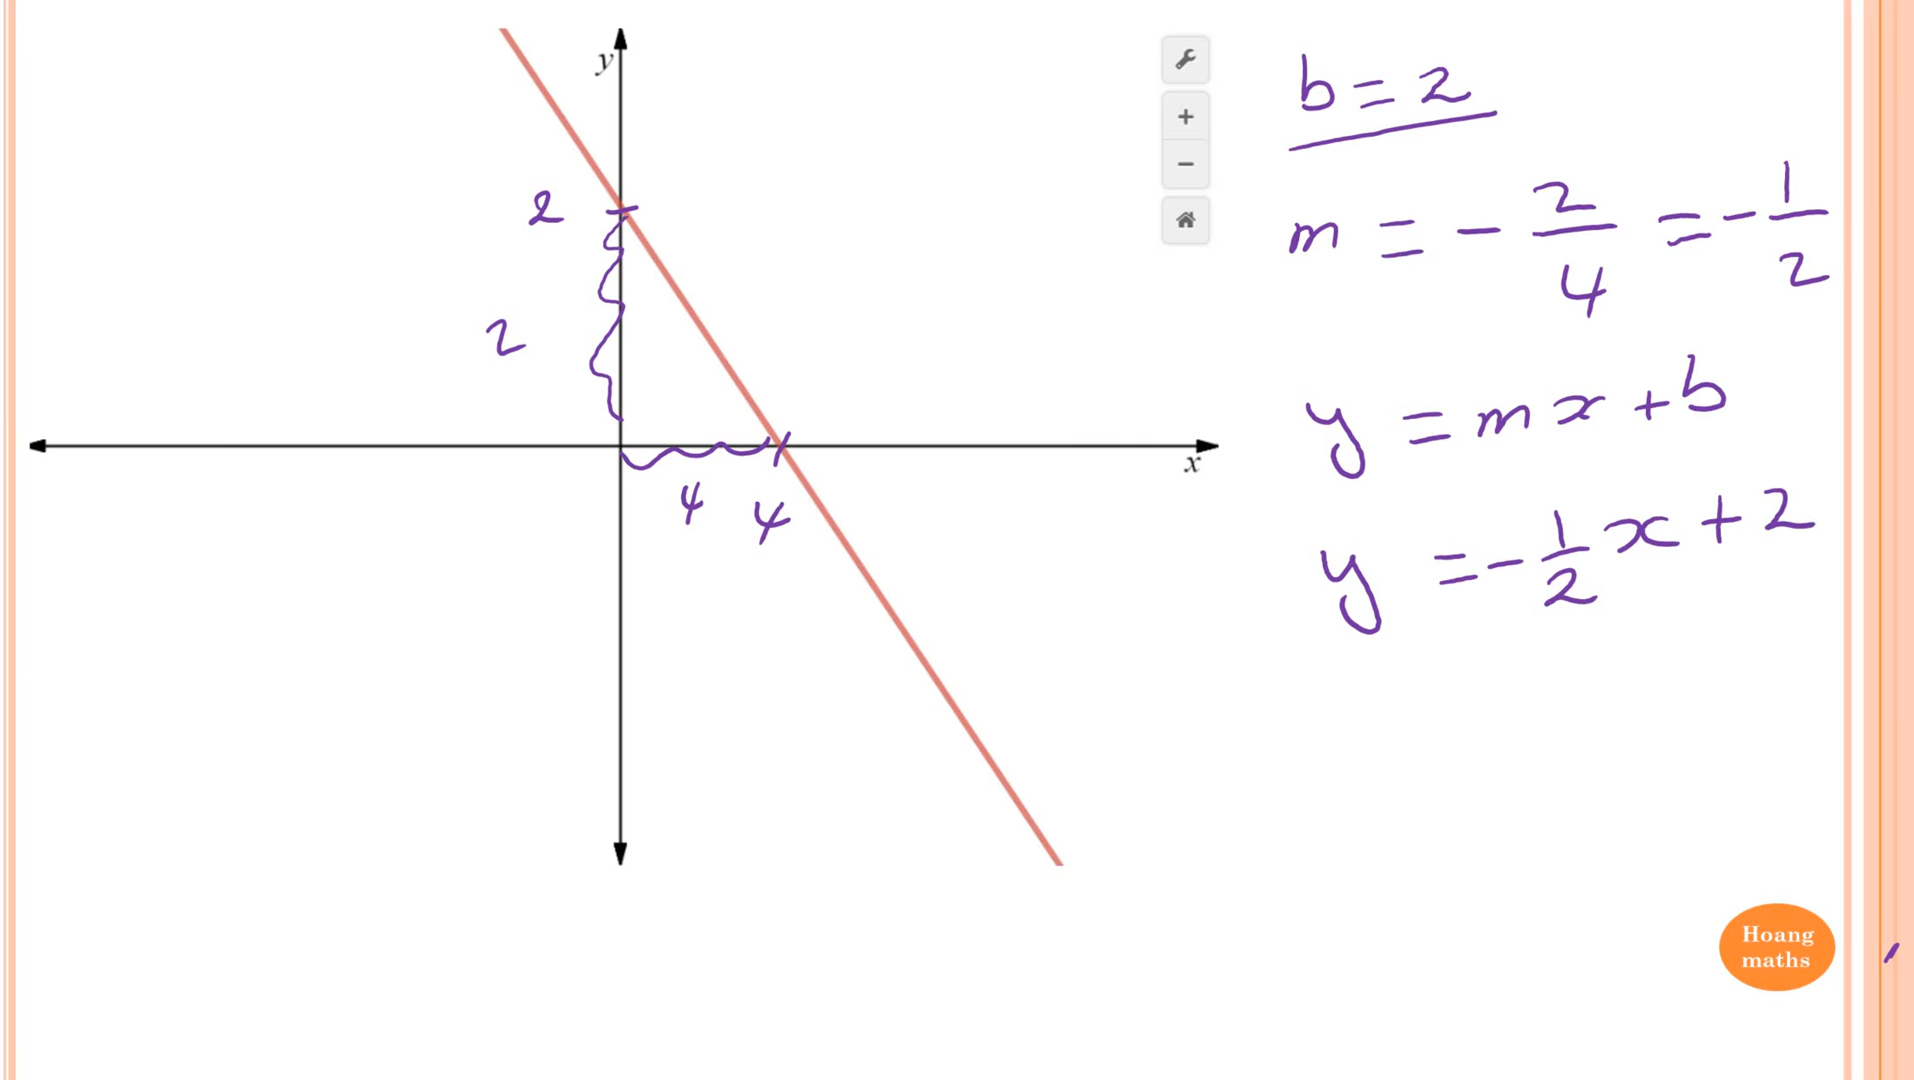 y
2
2
x
4 4
b = 2
m = - 2/4 = - 1/2
y = mx + b
y = - 1/2 x + 2
+
−
Hoang
maths